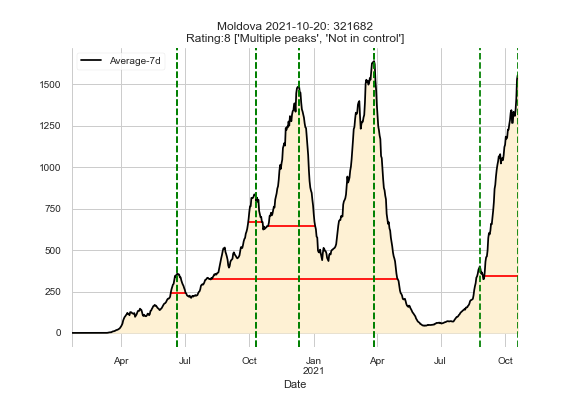 Moldova 2021-10-20: 321682
Rating:8 ['Multiple peaks', 'Not in control']
Average-7d
1500
1250
1000
750
500
250
0
Apr
Jul
Oct
Jan
2021
Apr
Jul
Oct
Date